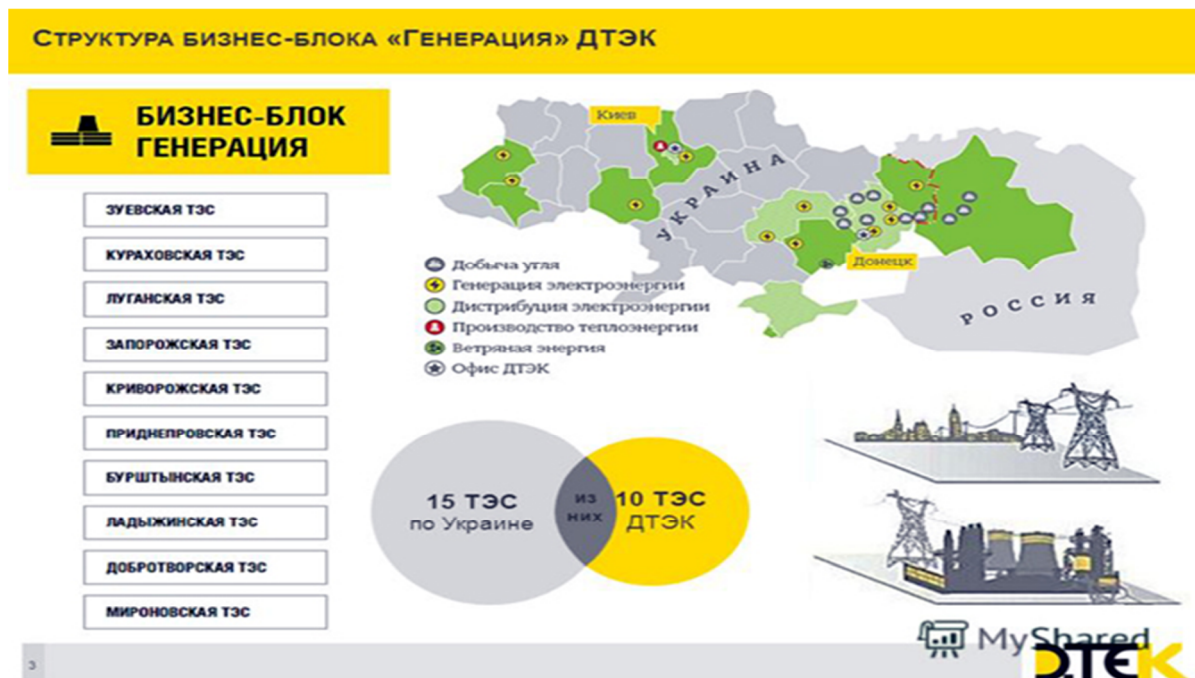 Структура бизнес-блока «Генерация» ДТЭК
БИЗНЕС-БЛОК
ГЕНЕРАЦИЯ
ЗУЕВСКАЯ ТЭС
КУРАХОВСКАЯ ТЭС
ЛУГАНСКАЯ ТЭС
ЗАПОРОЖСКАЯ ТЭС
КРИВОРОЖСКАЯ ТЭС
ПРИДНЕПРОВСКАЯ ТЭС
БУРШТЫНСКАЯ ТЭС
ЛАДЫЖИНСКАЯ ТЭС
ДОБРОТВОРСКАЯ ТЭС
МИРОНОВСКАЯ ТЭС
Киев
УКРАИНА
Донецк
РОССИЯ
Добыча угля
Генерация электроэнергии
Дистрибуция электроэнергии
Производство теплоэнергии
Ветряная энергия
Офис ДТЭК
15 ТЭС
по Украине
из
них
10 ТЭС
ДТЭК
3
MyShared
ДТЕК